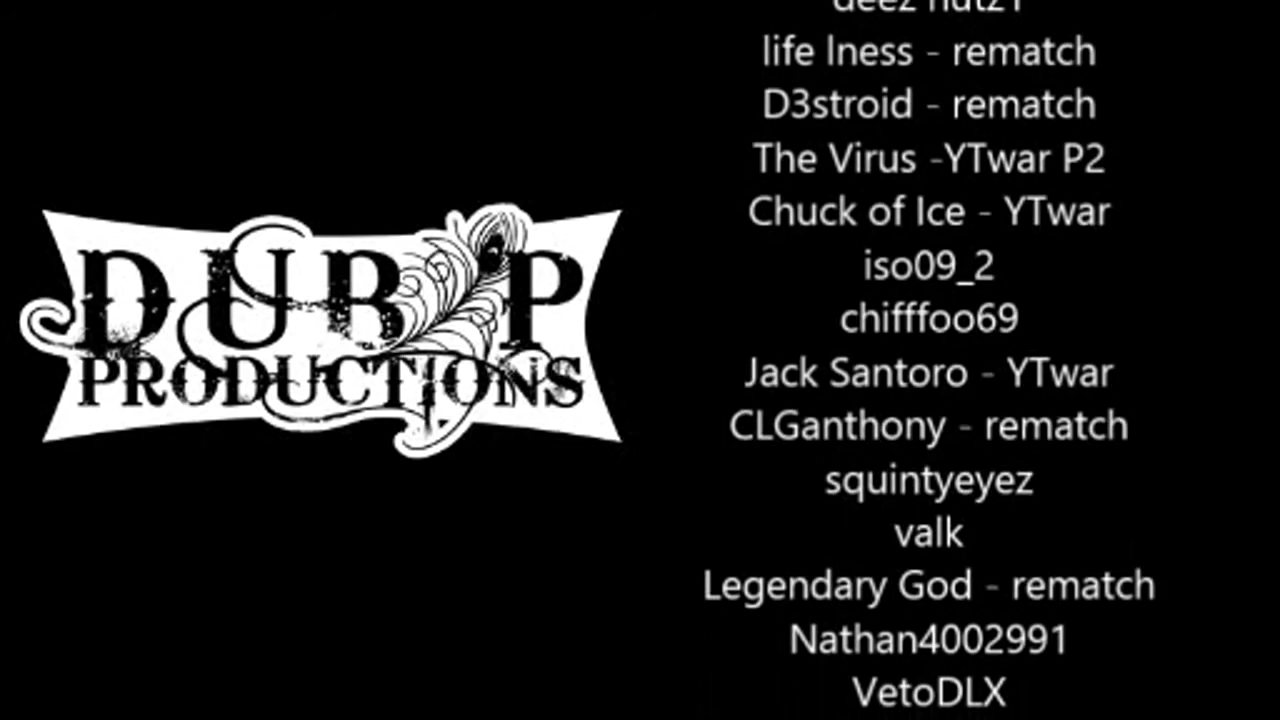 DUB P
PRODUCTIONS
life lness - rematch
D3stroid - rematch
The Virus -YTwar P2
Chuck of Ice - YTwar
iso09_2
chifffoo69
Jack Santoro - YTwar
CLGanthony - rematch
squintyeyez
valk
Legendary God - rematch
Nathan4002991
VetoDLX